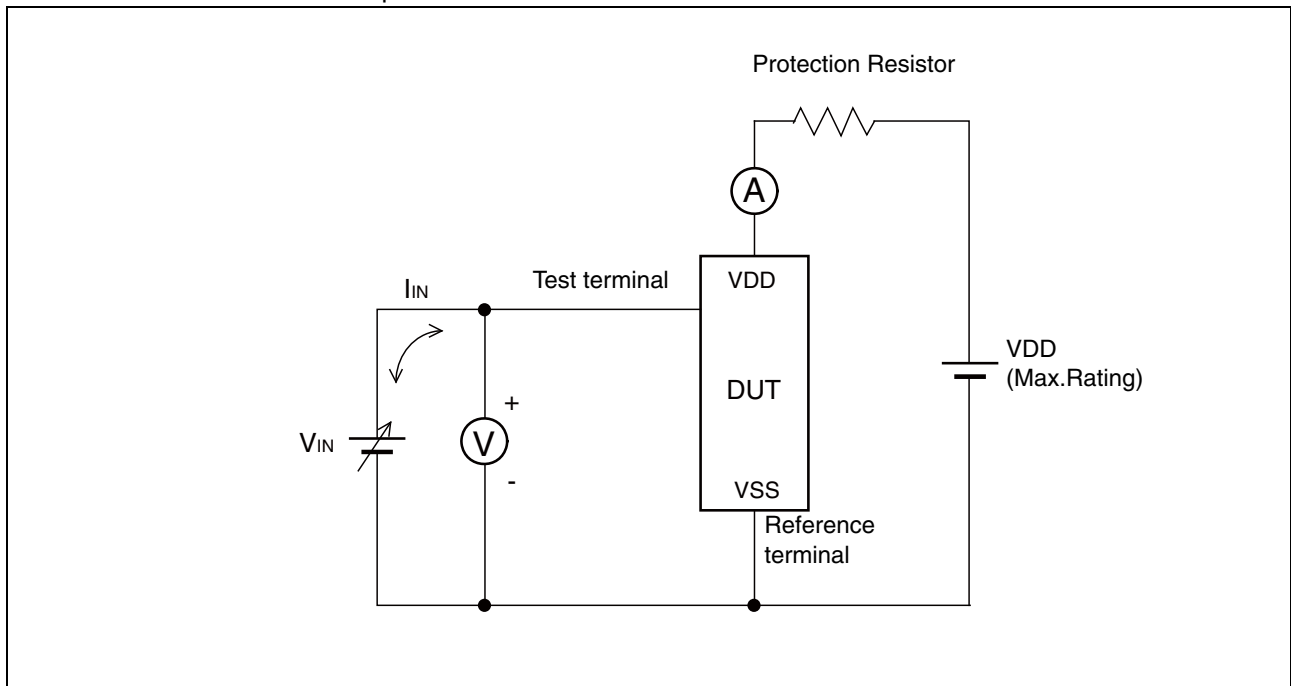 Protection Resistor
A
Test terminal
VDD
IIN
VDD
(Max.Rating)
DUT
+
VIN
V
-
VSS
Reference
terminal